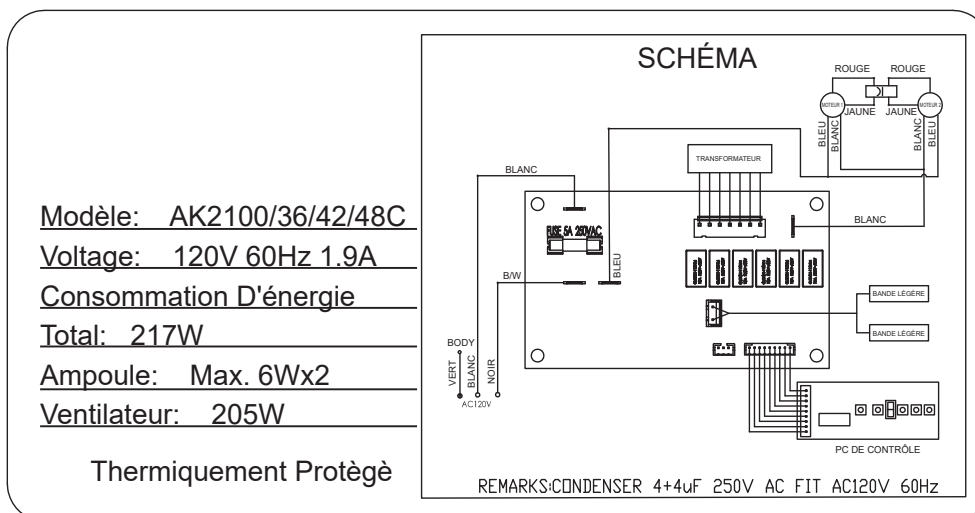 Modèle: AK2100/36/42/48C
Voltage: 120V 60Hz 1.9A
Consommation D'énergie
Total: 217W
Ampoule: Max. 6Wx2
Ventilateur: 205W
Thermiquement Protègè
SCHÉMA
ROUGE ROUGE
MOTEUR 1 MOTEUR 2
JAUNE JAUNE
BLEU
BLANC
BLANC
BLEU
TRANSFORMATEUR
BLANC
BLANC
FUSE 5A 250VAC
B/W
BLEU
BANDE LÉGÈRE
BANDE LÉGÈRE
BODY
VERT
BLANC
NOIR
AC120V
PC DE CONTRÔLE
REMARKS:CONDENSER 4+4uF 250V AC FIT AC120V 60Hz